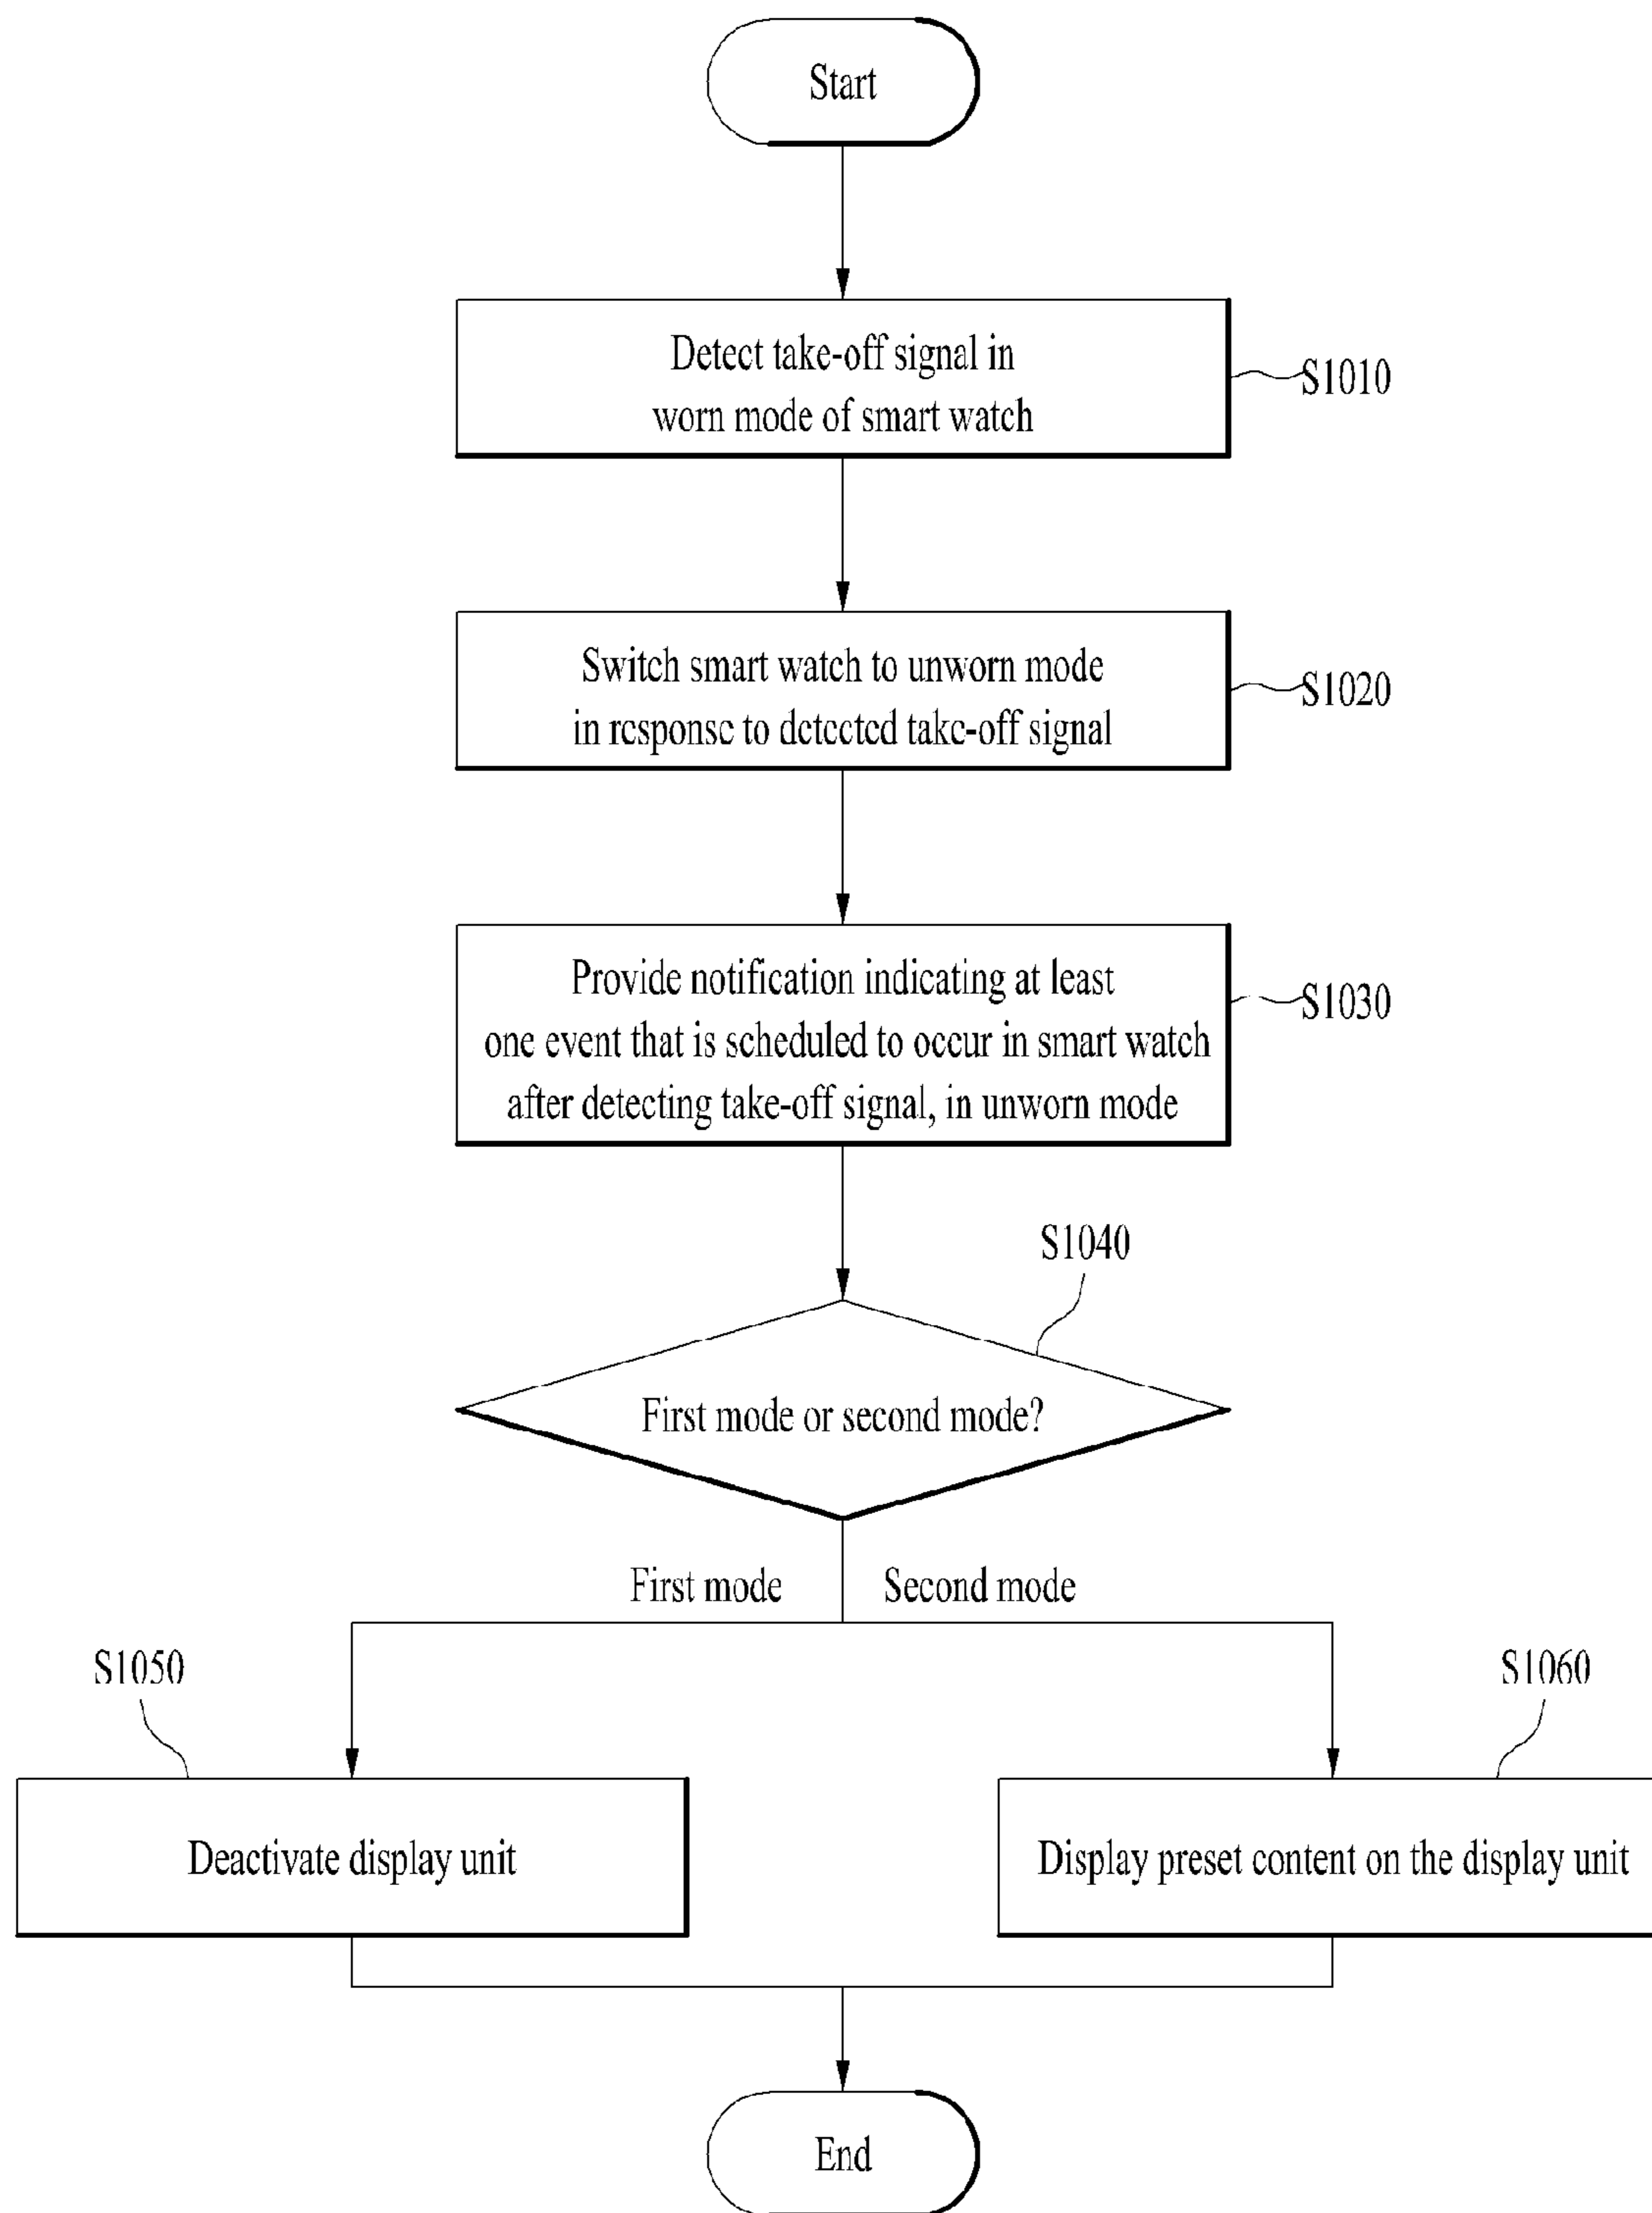 Start
Detect take-off signal in
worn mode of smart watch
S1010
Switch smart watch to unworn mode
in response to detected take-off signal
S1020
Provide notification indicating at least
one event that is scheduled to occur in smart watch
after detecting take-off signal, in unworn mode
S1030
S1040
First mode or second mode?
First mode
Second mode
S1050
S1060
Deactivate display unit
Display preset content on the display unit
End